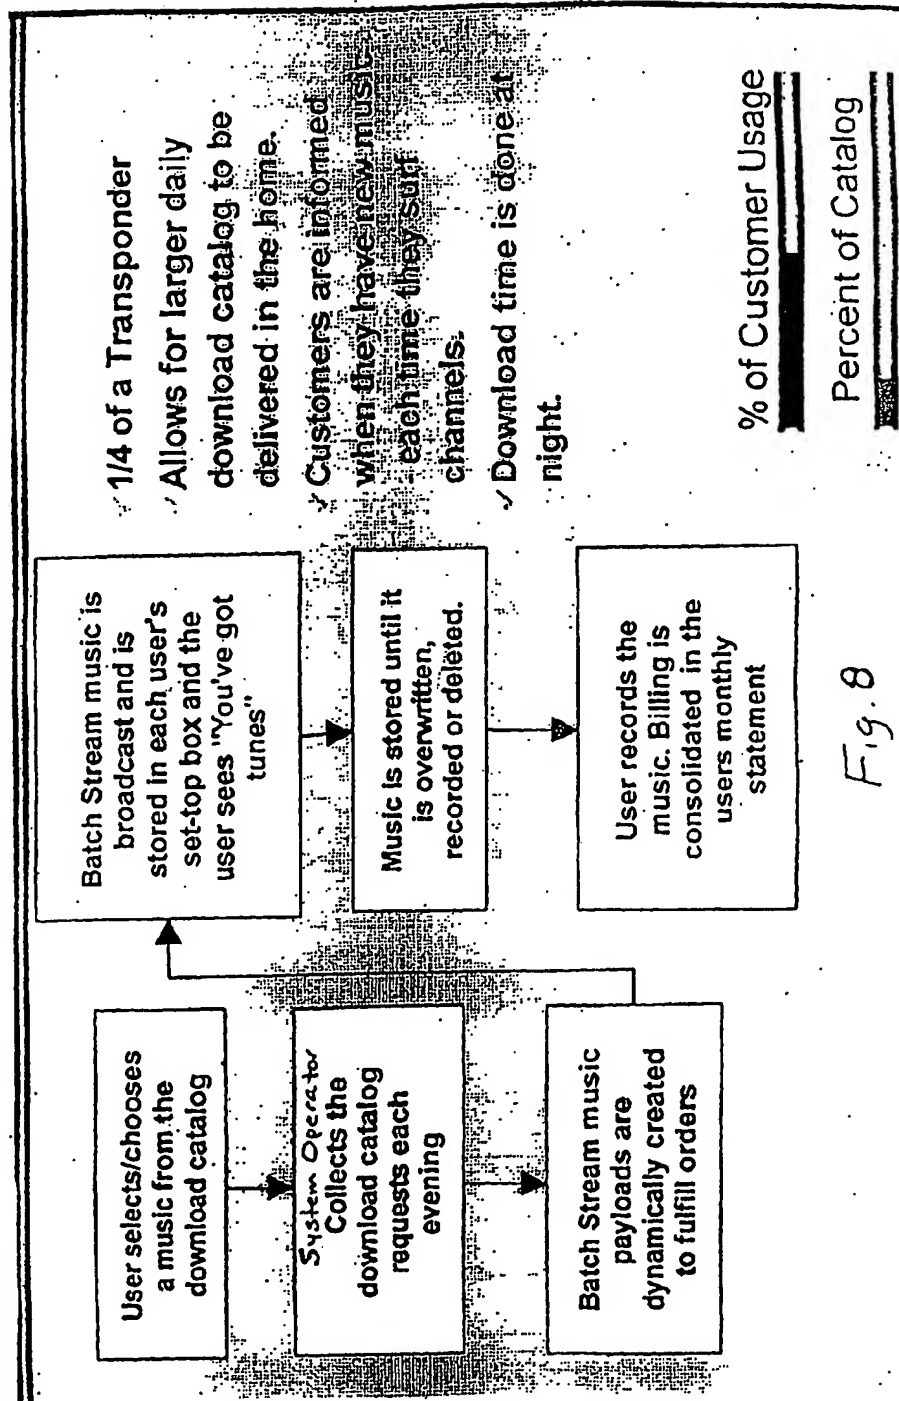 User selects/chooses
a music from the
download catalog
System Operator
Collects the
download catalog
requests each
evening
Batch Stream music
payloads are
dynamically created
to fulfill orders
Batch Stream music is
broadcast and is
stored in each user's
set-top box and the
user sees "You've got
tunes"
Music is stored until it
is overwritten,
recorded or deleted.
User records the
music. Billing is
consolidated in the
users monthly
statement
✓ 1/4 of a Transponder
✓ Allows for larger daily
download catalog to be
delivered in the home.
✓ Customers are informed
when they have new music
each time they surf
channels.
✓ Download time is done at
night.
% of Customer Usage
Percent of Catalog
Fig. 8